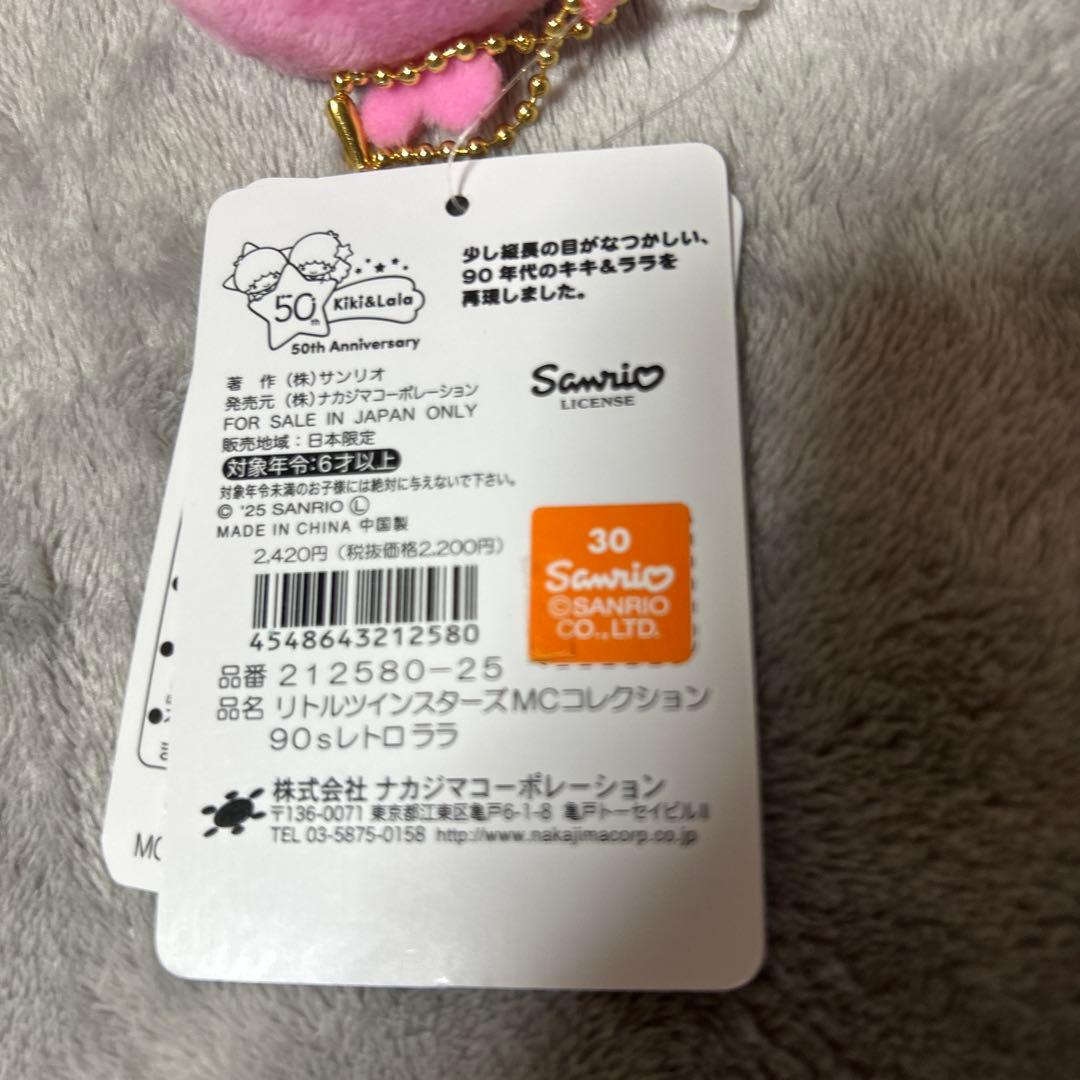 少し縦長の目がなつかしい、
90年代のキキ&ララを
再現しました。
50th
Kiki&Lala
50th Anniversary
Sanrio
LICENSE
著 作 (株)サンリオ
発売元 (株)ナカジマコーポレーション
FOR SALE IN JAPAN ONLY
販売地域:日本限定
対象年令:6才以上
対象年令未満のお子様には絶対に与えないで下さい。
© '25 SANRIO Ⓛ
MADE IN CHINA 中国製
2,420円(税抜価格2,200円)
4548643212580
30
Sanrio
©SANRIO
CO.,LTD.
品番 212580-25
品名 リトルツインスターズMCコレクション
90sレトロララ
株式会社 ナカジマコーポレーション
〒136-0071 東京都江東区亀戸6-1-8 亀戸トーセイビルⅡ
TEL 03-5875-0158 http://www.nakajimacorp.co.jp
MC